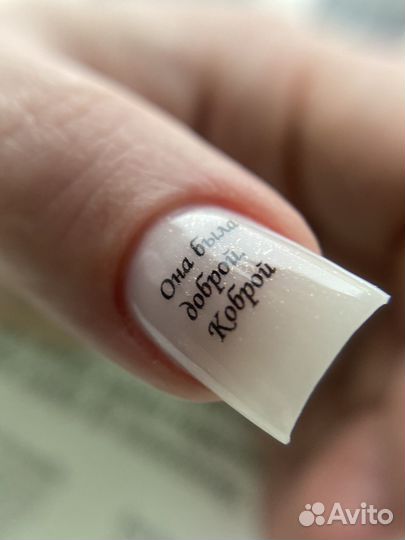 Она была
доброй.
Коброй
Avito